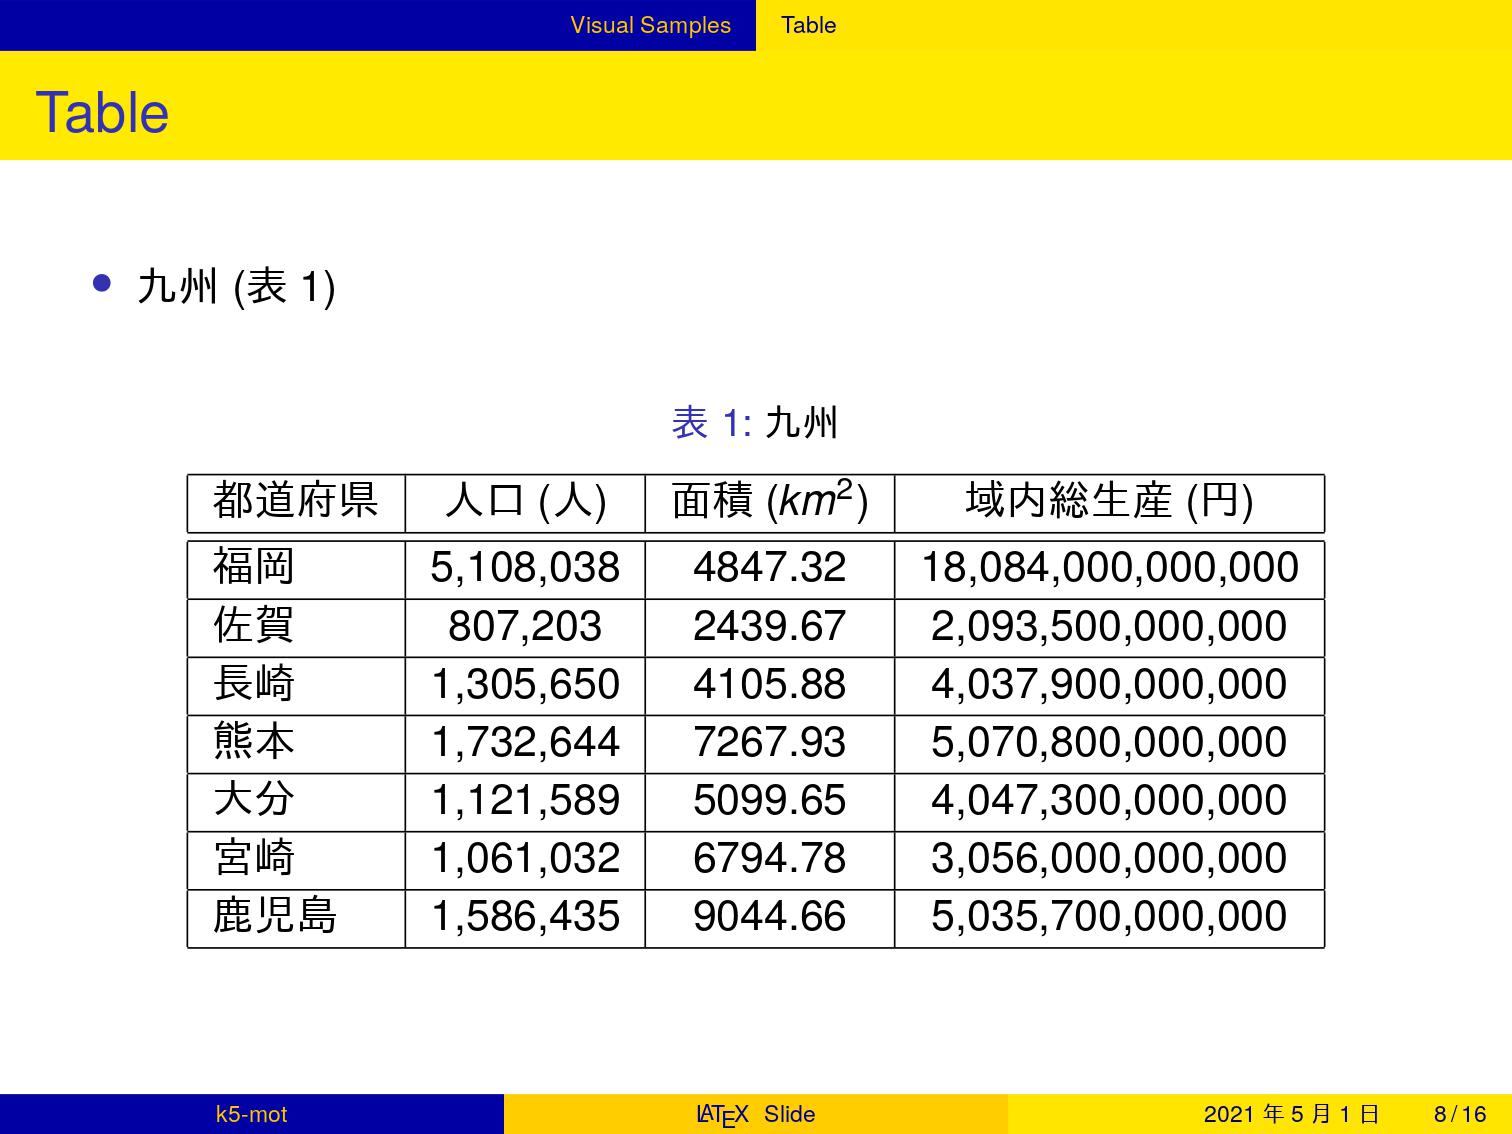 Visual Samples Table
Table
• 九州 (表 1)
表 1: 九州
都道府県 人口 (人) 面積 (km²) 域内総生産 (円)
福岡 5,108,038 4847.32 18,084,000,000,000
佐賀 807,203 2439.67 2,093,500,000,000
長崎 1,305,650 4105.88 4,037,900,000,000
熊本 1,732,644 7267.93 5,070,800,000,000
大分 1,121,589 5099.65 4,047,300,000,000
宮崎 1,061,032 6794.78 3,056,000,000,000
鹿児島 1,586,435 9044.66 5,035,700,000,000
k5-mot LATEX Slide 2021 年 5 月 1 日 8 / 16